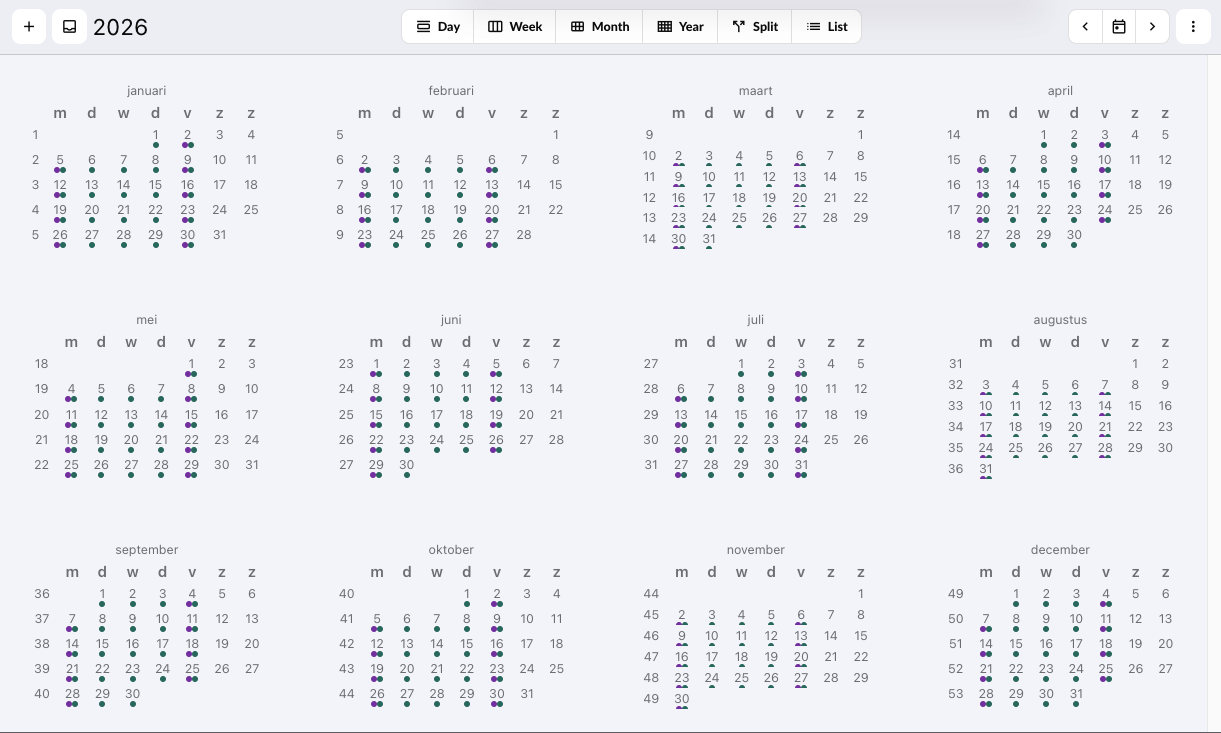 2026 Day Week Month Year Split List
januari
m d w d v z z
1 1 2 3 4
2 5 6 7 8 9 10 11
3 12 13 14 15 16 17 18
4 19 20 21 22 23 24 25
5 26 27 28 29 30 31
februari
m d w d v z z
5 1
6 2 3 4 5 6 7 8
7 9 10 11 12 13 14 15
8 16 17 18 19 20 21 22
9 23 24 25 26 27 28
maart
m d w d v z z
9 1
10 2 3 4 5 6 7 8
11 9 10 11 12 13 14 15
12 16 17 18 19 20 21 22
13 23 24 25 26 27 28 29
14 30 31
april
m d w d v z z
14 1 2 3 4 5
15 6 7 8 9 10 11 12
16 13 14 15 16 17 18 19
17 20 21 22 23 24 25 26
18 27 28 29 30
mei
m d w d v z z
18 1 2 3
19 4 5 6 7 8 9 10
20 11 12 13 14 15 16 17
21 18 19 20 21 22 23 24
22 25 26 27 28 29 30 31
juni
m d w d v z z
23 1 2 3 4 5 6 7
24 8 9 10 11 12 13 14
25 15 16 17 18 19 20 21
26 22 23 24 25 26 27 28
27 29 30
juli
m d w d v z z
27 1 2 3 4 5
28 6 7 8 9 10 11 12
29 13 14 15 16 17 18 19
30 20 21 22 23 24 25 26
31 27 28 29 30 31
augustus
m d w d v z z
31 1 2
32 3 4 5 6 7 8 9
33 10 11 12 13 14 15 16
34 17 18 19 20 21 22 23
35 24 25 26 27 28 29 30
36 31
september
m d w d v z z
36 1 2 3 4 5 6
37 7 8 9 10 11 12 13
38 14 15 16 17 18 19 20
39 21 22 23 24 25 26 27
40 28 29 30
oktober
m d w d v z z
40 1 2 3 4
41 5 6 7 8 9 10 11
42 12 13 14 15 16 17 18
43 19 20 21 22 23 24 25
44 26 27 28 29 30 31
november
m d w d v z z
44 1
45 2 3 4 5 6 7 8
46 9 10 11 12 13 14 15
47 16 17 18 19 20 21 22
48 23 24 25 26 27 28 29
49 30
december
m d w d v z z
49 1 2 3 4 5 6
50 7 8 9 10 11 12 13
51 14 15 16 17 18 19 20
52 21 22 23 24 25 26 27
53 28 29 30 31